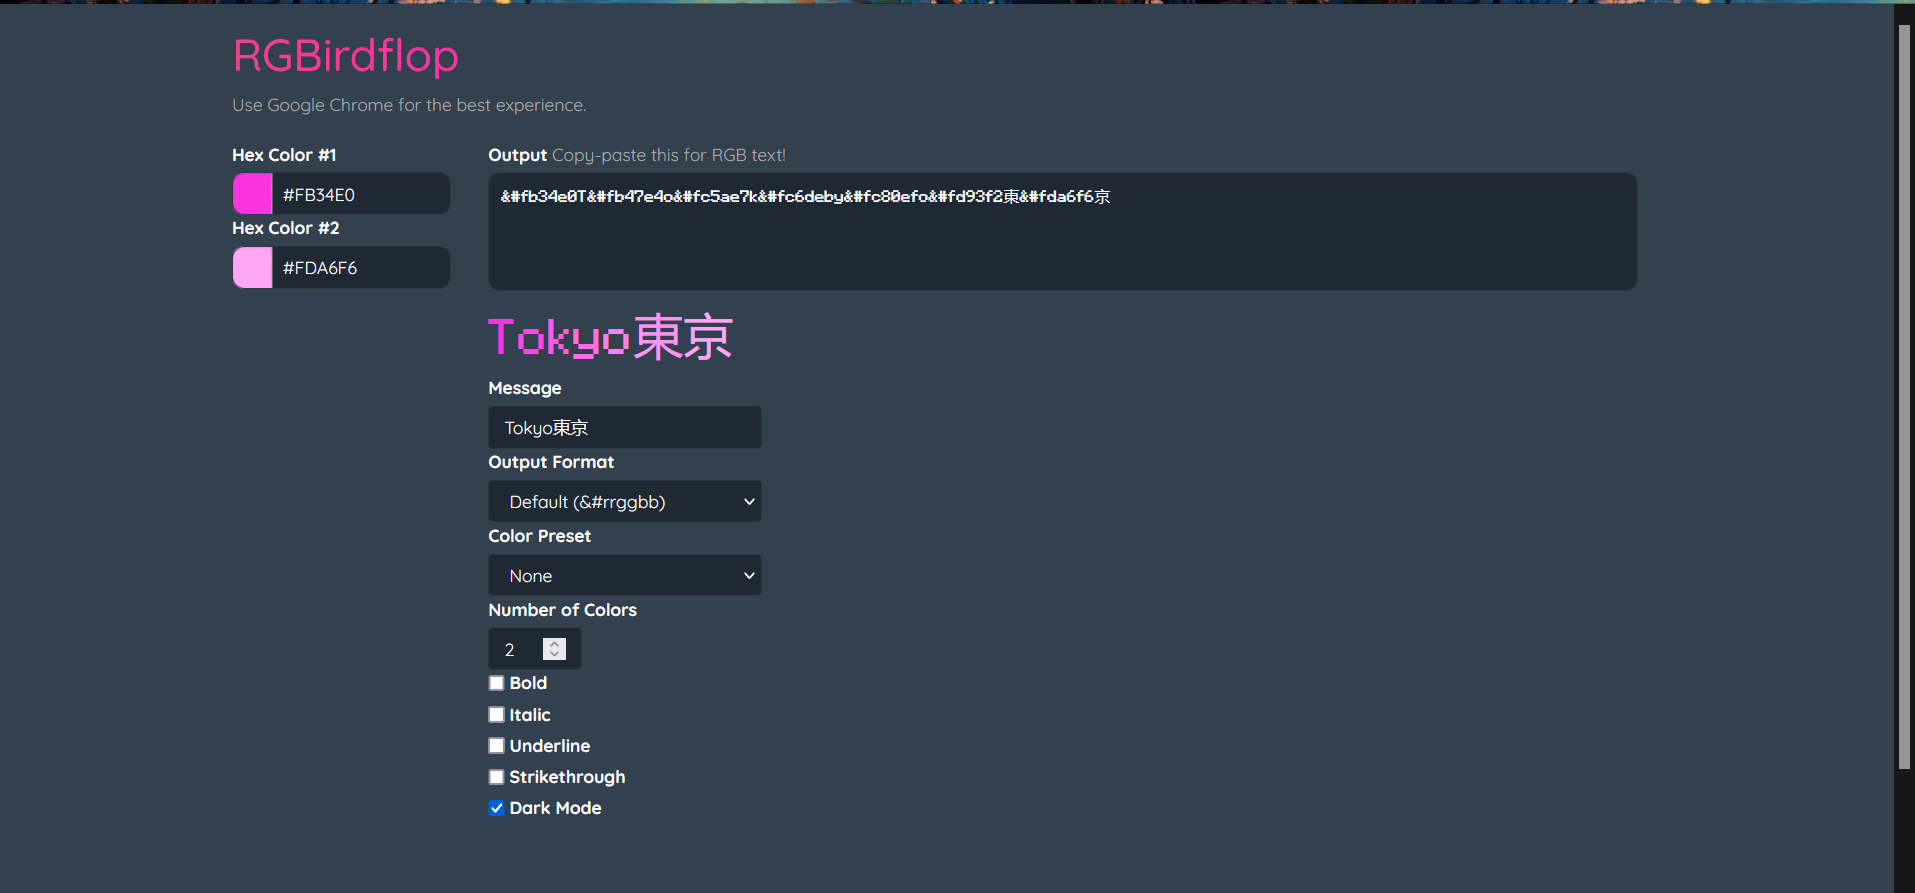 RGBirdflop
Use Google Chrome for the best experience.
Hex Color #1
#FB34E0
Hex Color #2
#FDA6F6
Output Copy-paste this for RGB text!
&#fb34e0T&#fb47e4o&#fc5ae7k&#fc6deby&#fc80efo&#fd93f2東&#fda6f6京
Tokyo東京
Message
Tokyo東京
Output Format
Default (&#rrggbb)
Color Preset
None
Number of Colors
2
Bold
Italic
Underline
Strikethrough
Dark Mode